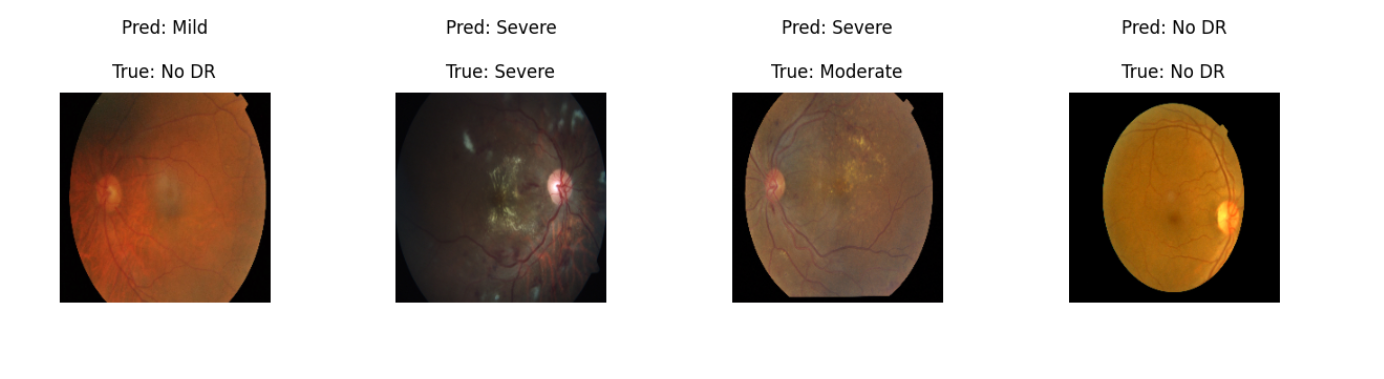 Pred: Mild
True: No DR
Pred: Severe
True: Severe
Pred: Severe
True: Moderate
Pred: No DR
True: No DR